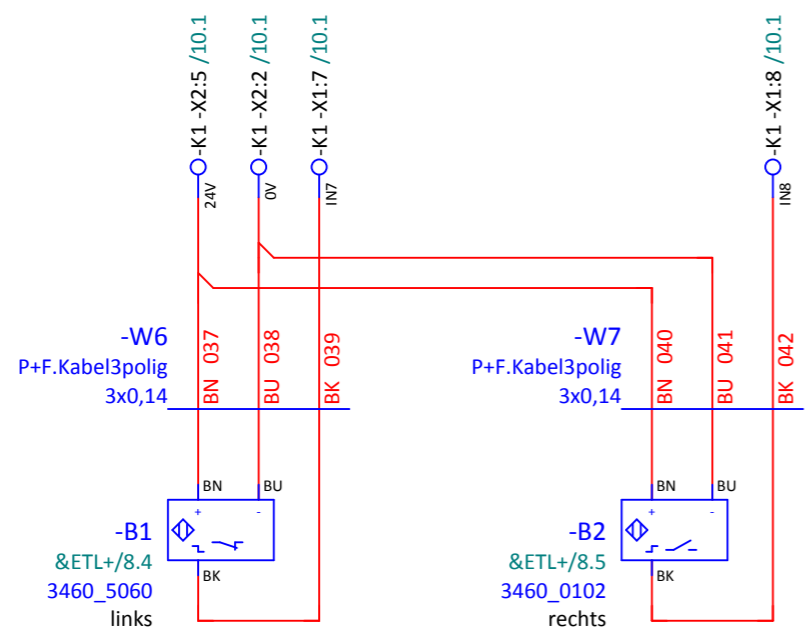 -K1 -X2:5 /10.1
-K1 -X2:2 /10.1
-K1 -X1:7 /10.1
-K1 -X1:8 /10.1
24V
0V
IN7
IN8
-W6
P+F.Kabel3polig
3x0,14
BN 037
BU 038
BK 039
-W7
P+F.Kabel3polig
3x0,14
BN 040
BU 041
BK 042
BN
BU
+ -
-B1
&ETL+/8.4
3460_5060
links
BK
BN
BU
+ -
-B2
&ETL+/8.5
3460_0102
rechts
BK